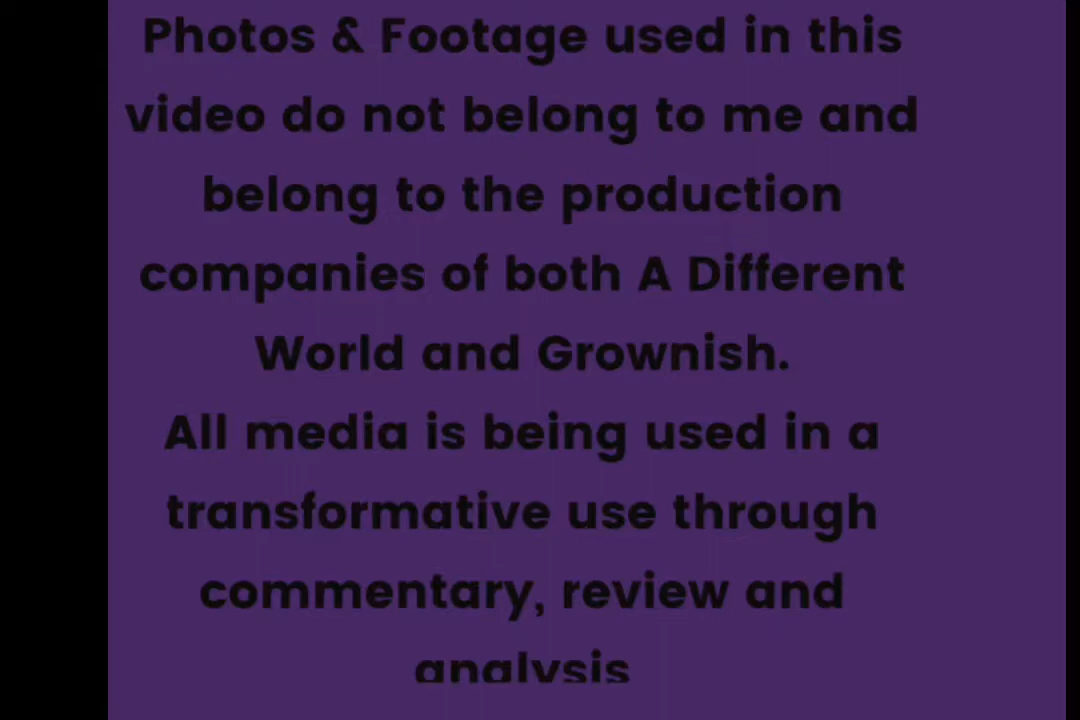 Photos & Footage used in this
video do not belong to me and
belong to the production
companies of both A Different
World and Grownish.
All media is being used in a
transformative use through
commentary, review and
analysis